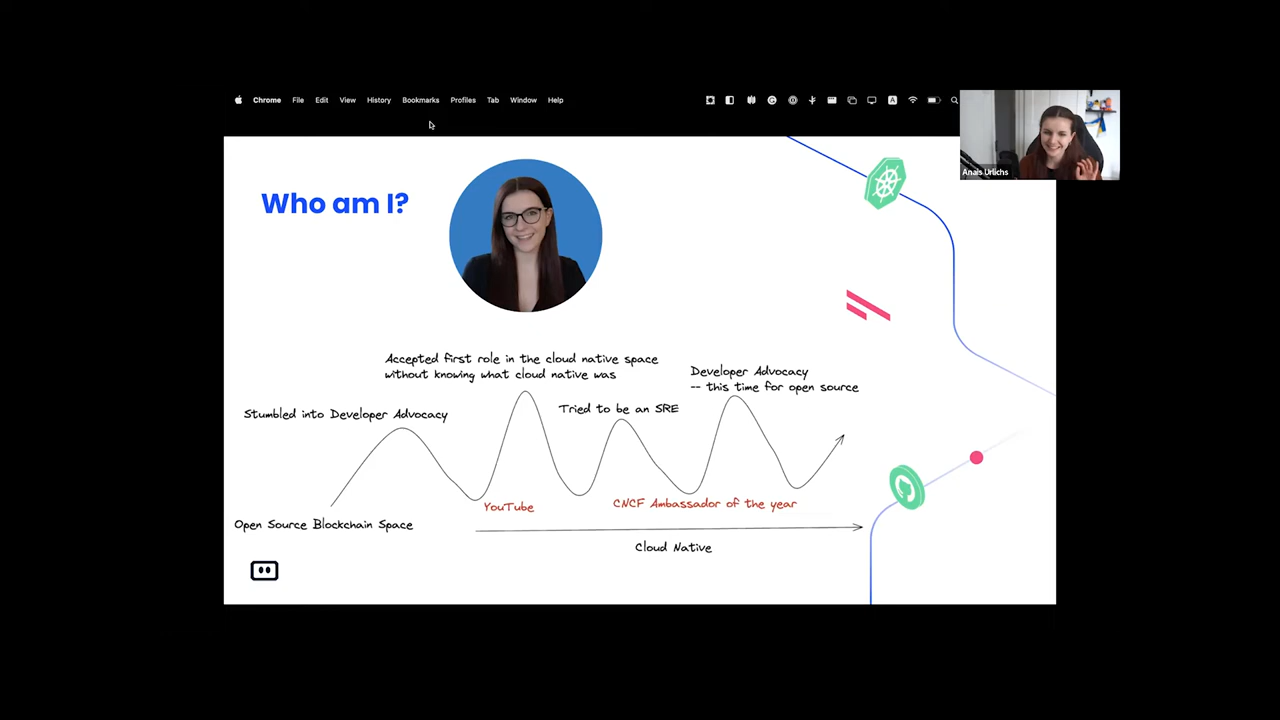 Chrome File Edit View History Bookmarks Profiles Tab Window Help
A
Anais Urlichs
Who am I?
Accepted first role in the cloud native space
without knowing what cloud native was
Developer Advocacy
-- this time for open source
Stumbled into Developer Advocacy
Tried to be an SRE
YouTube
CNCF Ambassador of the year
Open Source Blockchain Space
Cloud Native